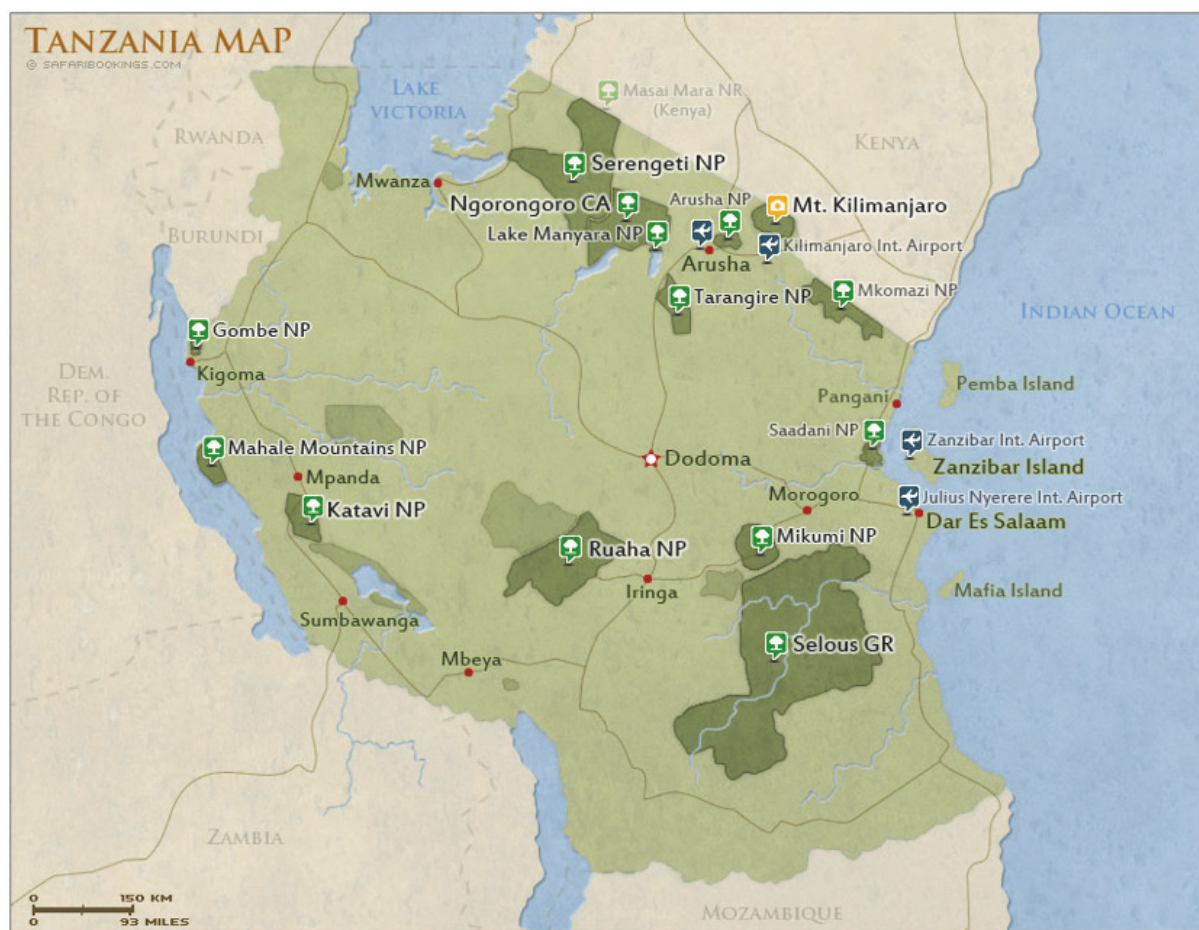 TANZANIA MAP
© SAFARIBOOKINGS.COM
LAKE
VICTORIA
Masai Mara NR
(Kenya)
RWANDA
KENYA
Serengeti NP
Mwanza
Ngorongoro CA
Arusha NP
Mt. Kilimanjaro
BURUNDI
Lake Manyara NP
Kilimanjaro Int. Airport
Arusha
Tarangire NP
Mkomazi NP
INDIAN OCEAN
Gombe NP
Kigoma
DEM.
REP. OF
THE CONGO
Pemba Island
Pangani
Saadani NP
Zanzibar Int. Airport
Mahale Mountains NP
Dodoma
Zanzibar Island
Mpanda
Morogoro
Julius Nyerere Int. Airport
Katavi NP
Dar Es Salaam
Mikumi NP
Ruaha NP
Iringa
Mafia Island
Sumbawanga
Selous GR
Mbeya
ZAMBIA
0 150 KM
0 93 MILES
MOZAMBIQUE